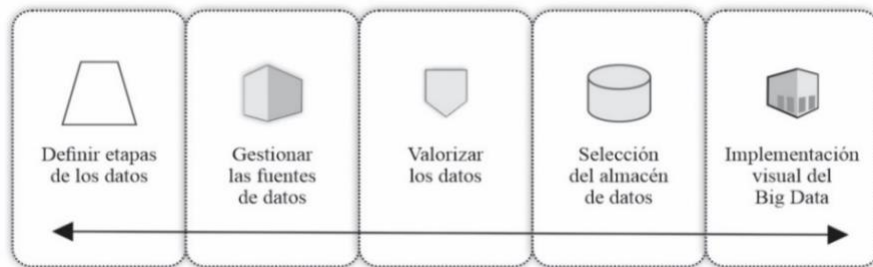 Definir etapas
de los datos
Gestionar
las fuentes
de datos
Valorizar
los datos
Selección
del almacén
de datos
Implementación
visual del
Big Data